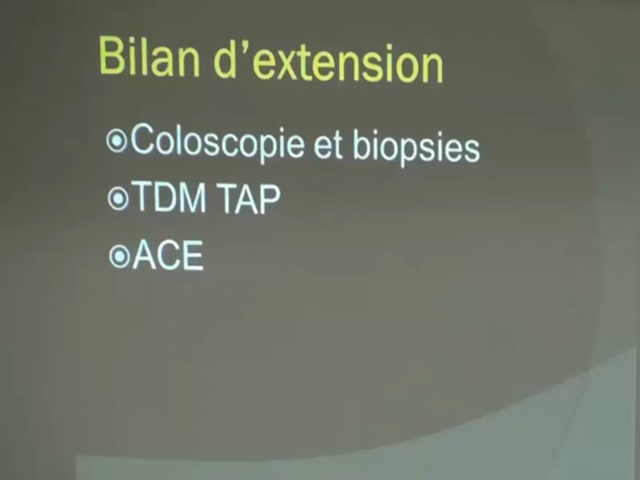 Bilan d’extension
Coloscopie et biopsies
TDM TAP
ACE